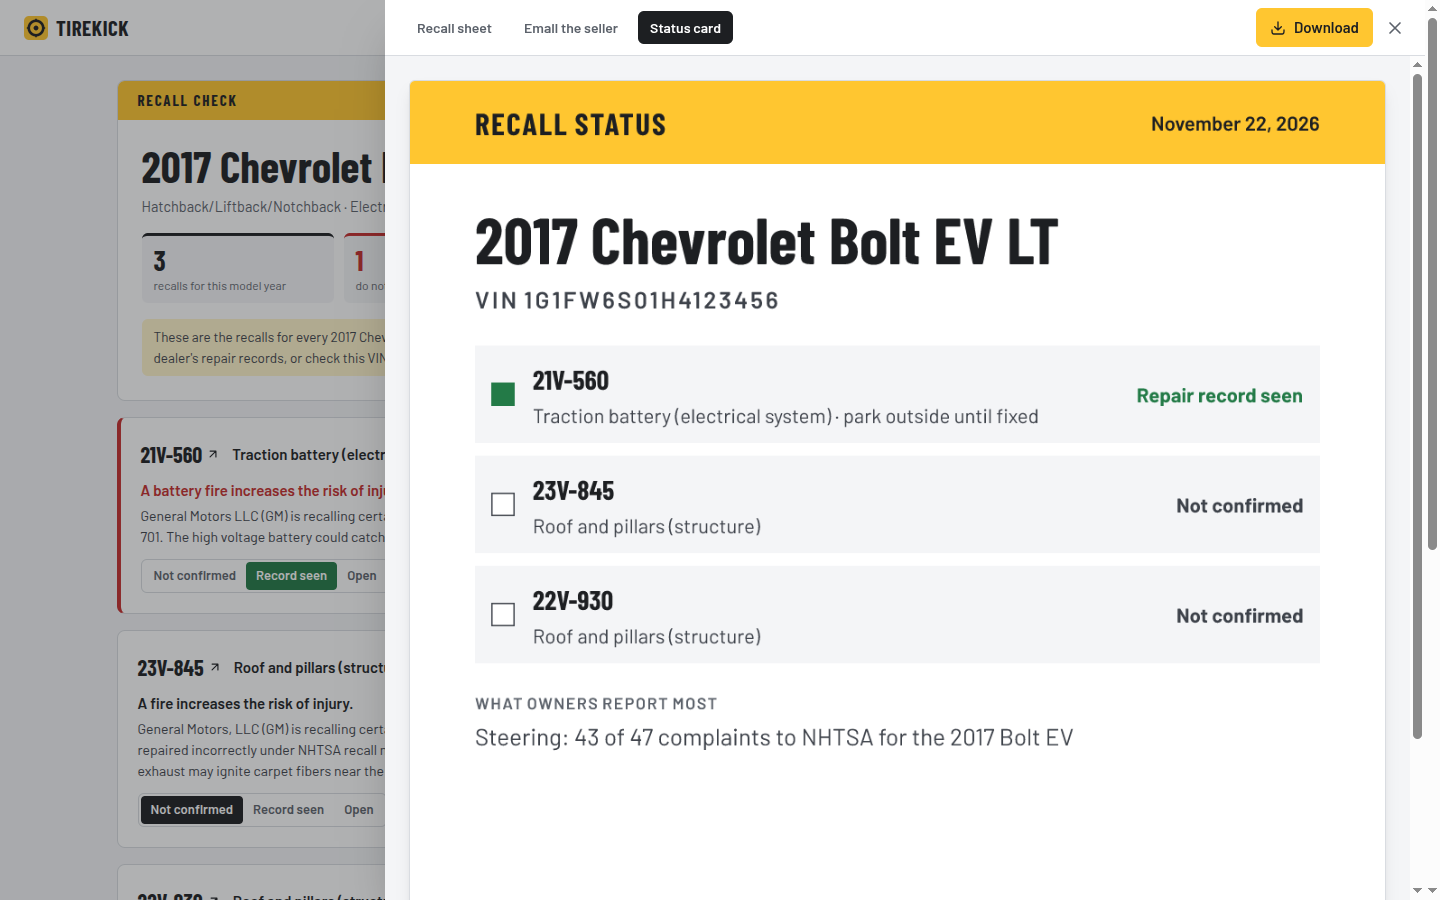 TIREKICK
Recall sheet
Email the seller
Status card
Download
RECALL CHECK
2017 Chevrolet
Hatchback/Liftback/Notchback · Electr
3
recalls for this model year
1
do no
These are the recalls for every 2017 Chev
dealer's repair records, or check this VIN
21V-560
Traction battery (electr
A battery fire increases the risk of inj
General Motors LLC (GM) is recalling cert
701. The high voltage battery could catch
Not confirmed
Record seen
Open
23V-845
Roof and pillars (struct
A fire increases the risk of injury.
General Motors, LLC (GM) is recalling cert
repaired incorrectly under NHTSA recall
exhaust may ignite carpet fibers near the
Not confirmed
Record seen
Open
RECALL STATUS
November 22, 2026
2017 Chevrolet Bolt EV LT
VIN 1G1FW6S01H4123456
21V-560
Traction battery (electrical system) · park outside until fixed
Repair record seen
23V-845
Roof and pillars (structure)
Not confirmed
22V-930
Roof and pillars (structure)
Not confirmed
WHAT OWNERS REPORT MOST
Steering: 43 of 47 complaints to NHTSA for the 2017 Bolt EV